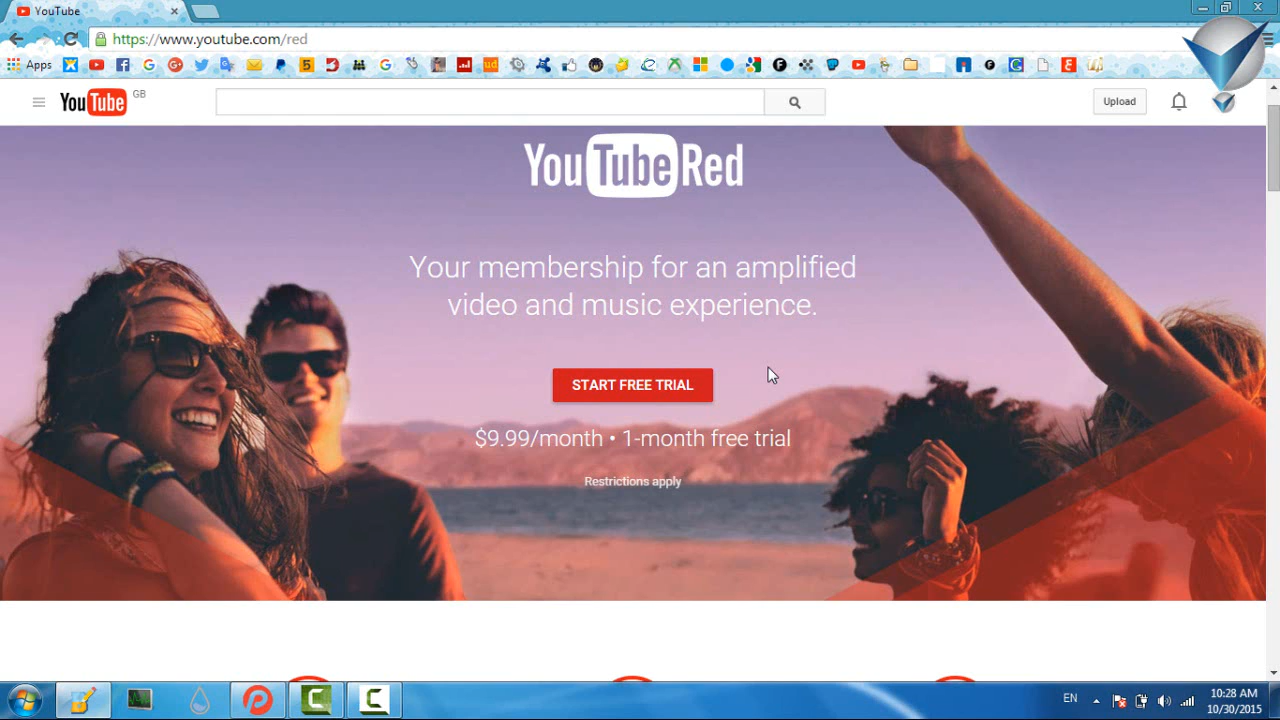 YouTube
https://www.youtube.com/red
Apps
YouTube GB
Upload
YouTube Red
Your membership for an amplified
video and music experience.
START FREE TRIAL
$9.99/month • 1-month free trial
Restrictions apply
EN
10:28 AM
10/30/2015